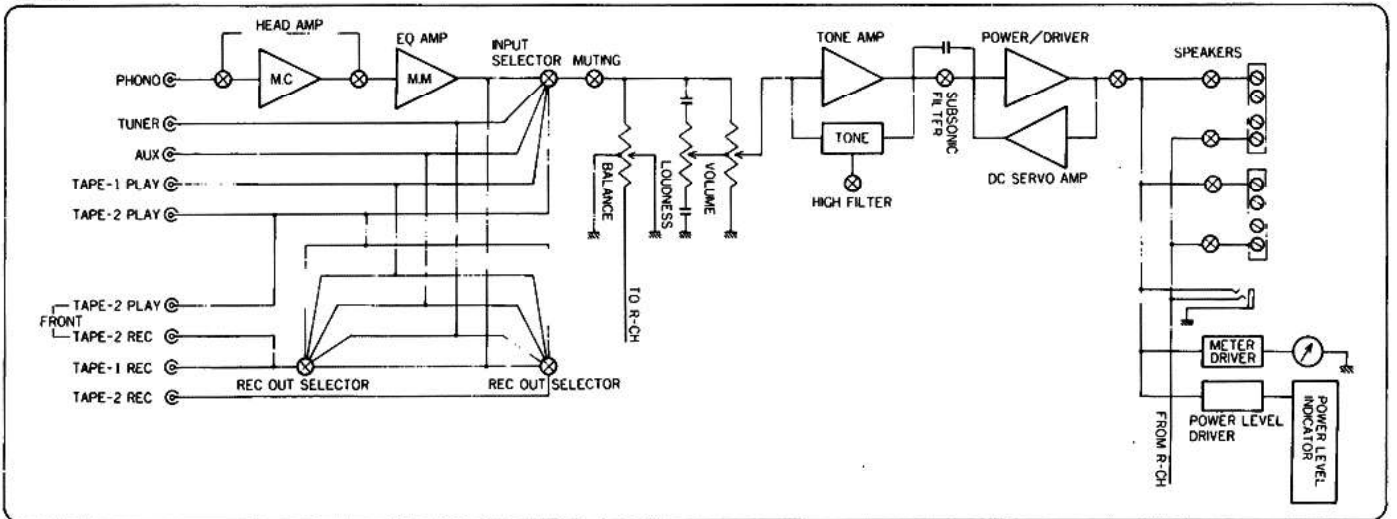 HEAD AMP
EQ AMP
INPUT
SELECTOR
MUTING
TONE AMP
POWER/DRIVER
SPEAKERS
PHONO
M.C
M.M
TUNER
AUX
TAPE-1 PLAY
TAPE-2 PLAY
BALANCE
LOUDNESS
VOLUME
TONE
HIGH FILTER
SUBSONIC
FILTER
DC SERVO AMP
TAPE-2 PLAY
FRONT
TAPE-2 REC
TAPE-1 REC
TAPE-2 REC
REC OUT SELECTOR
REC OUT SELECTOR
TO R-CH
METER
DRIVER
POWER LEVEL
DRIVER
POWER LEVEL
INDICATOR
FROM R-CH